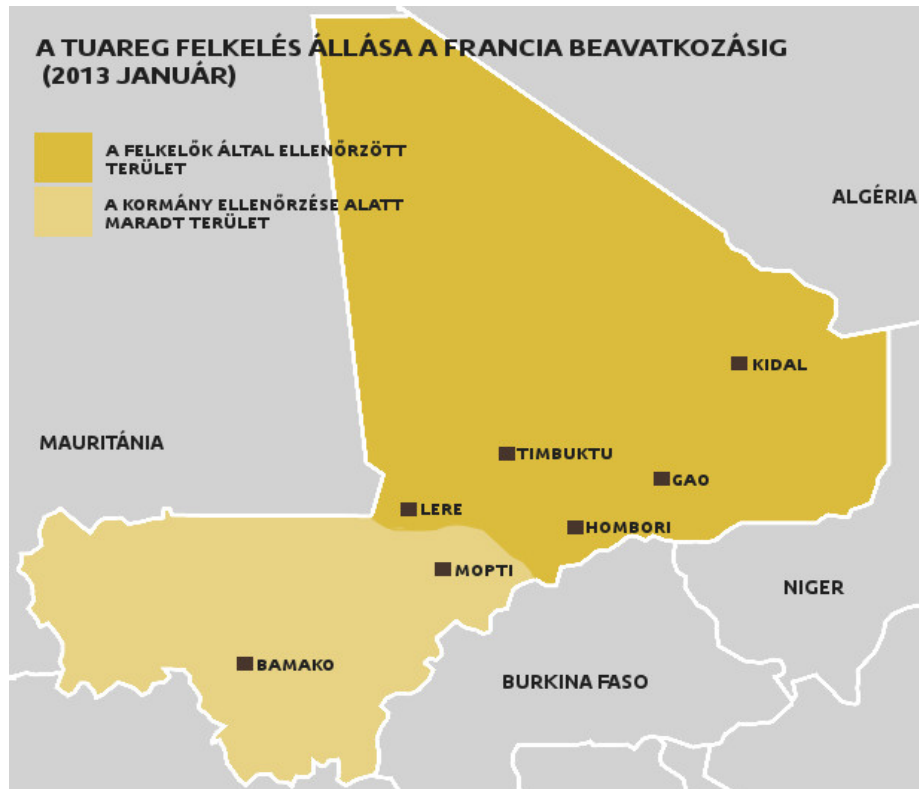 A TUAREG FELKELÉS ÁLLÁSA A FRANCIA BEAVATKOZÁSIG
(2013 JANUÁR)
A FELKELŐK ÁLTAL ELLENŐRZÖTT
TERÜLET
A KORMÁNY ELLENŐRZÉSE ALATT
MARADT TERÜLET
ALGÉRIA
KIDAL
MAURITÁNIA
TIMBUKTU
GAO
LERE
HOMBORI
MOPTI
NIGER
BAMAKO
BURKINA FASO